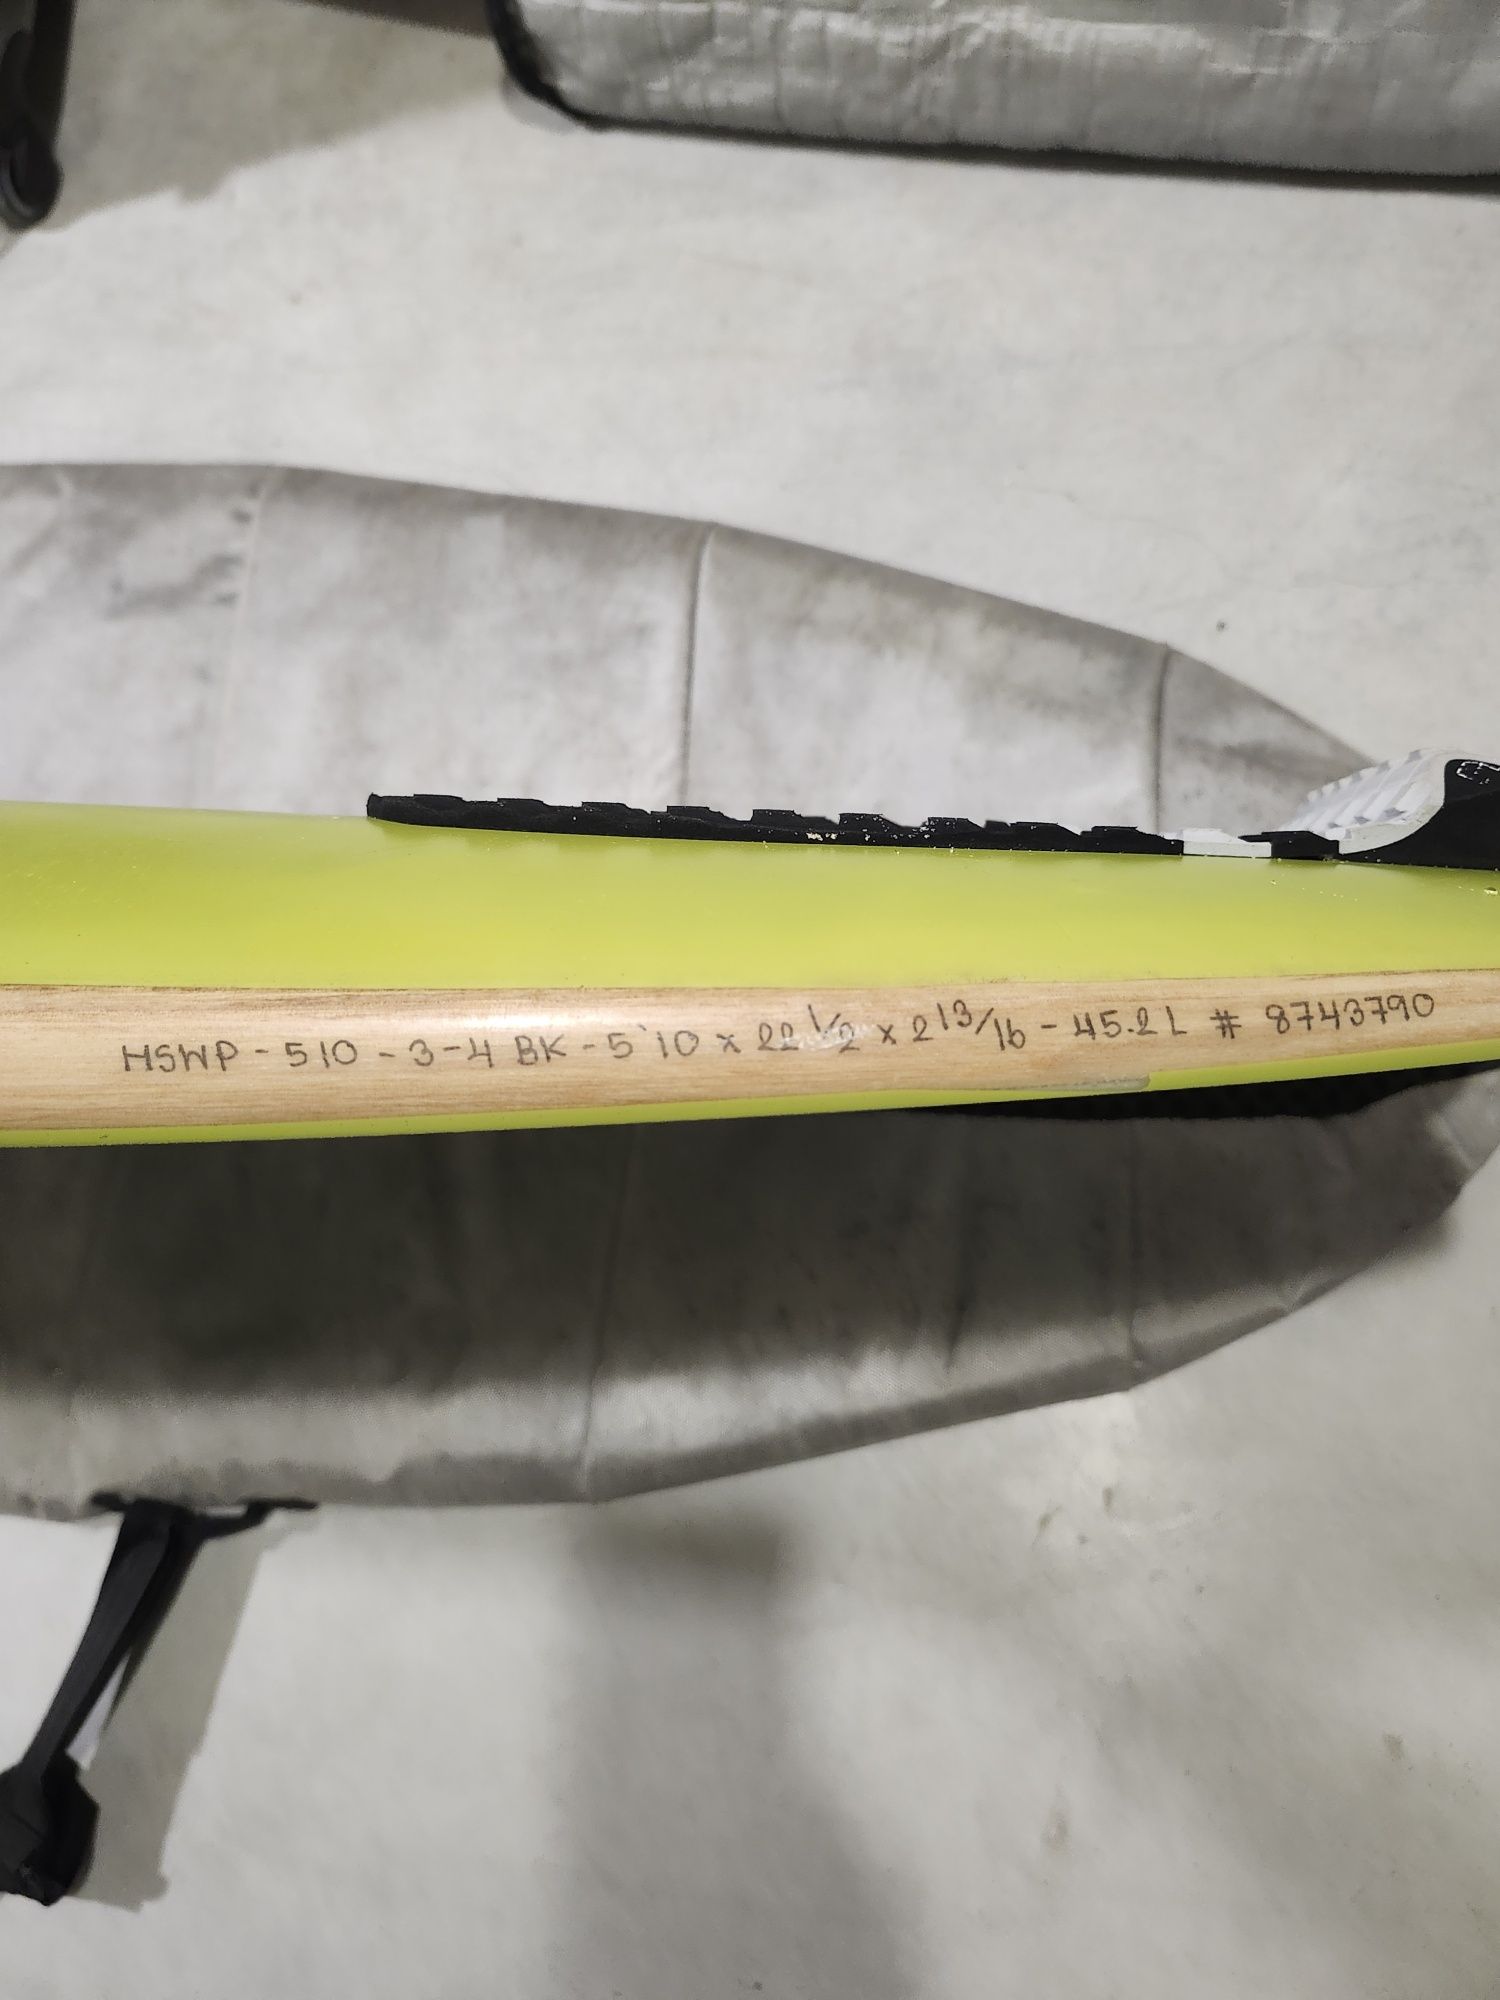 HSWP - 510 - 3 - 4 BK - 5'10 x 22 1/2 x 2 13/16 - 45.2 L # 8743790